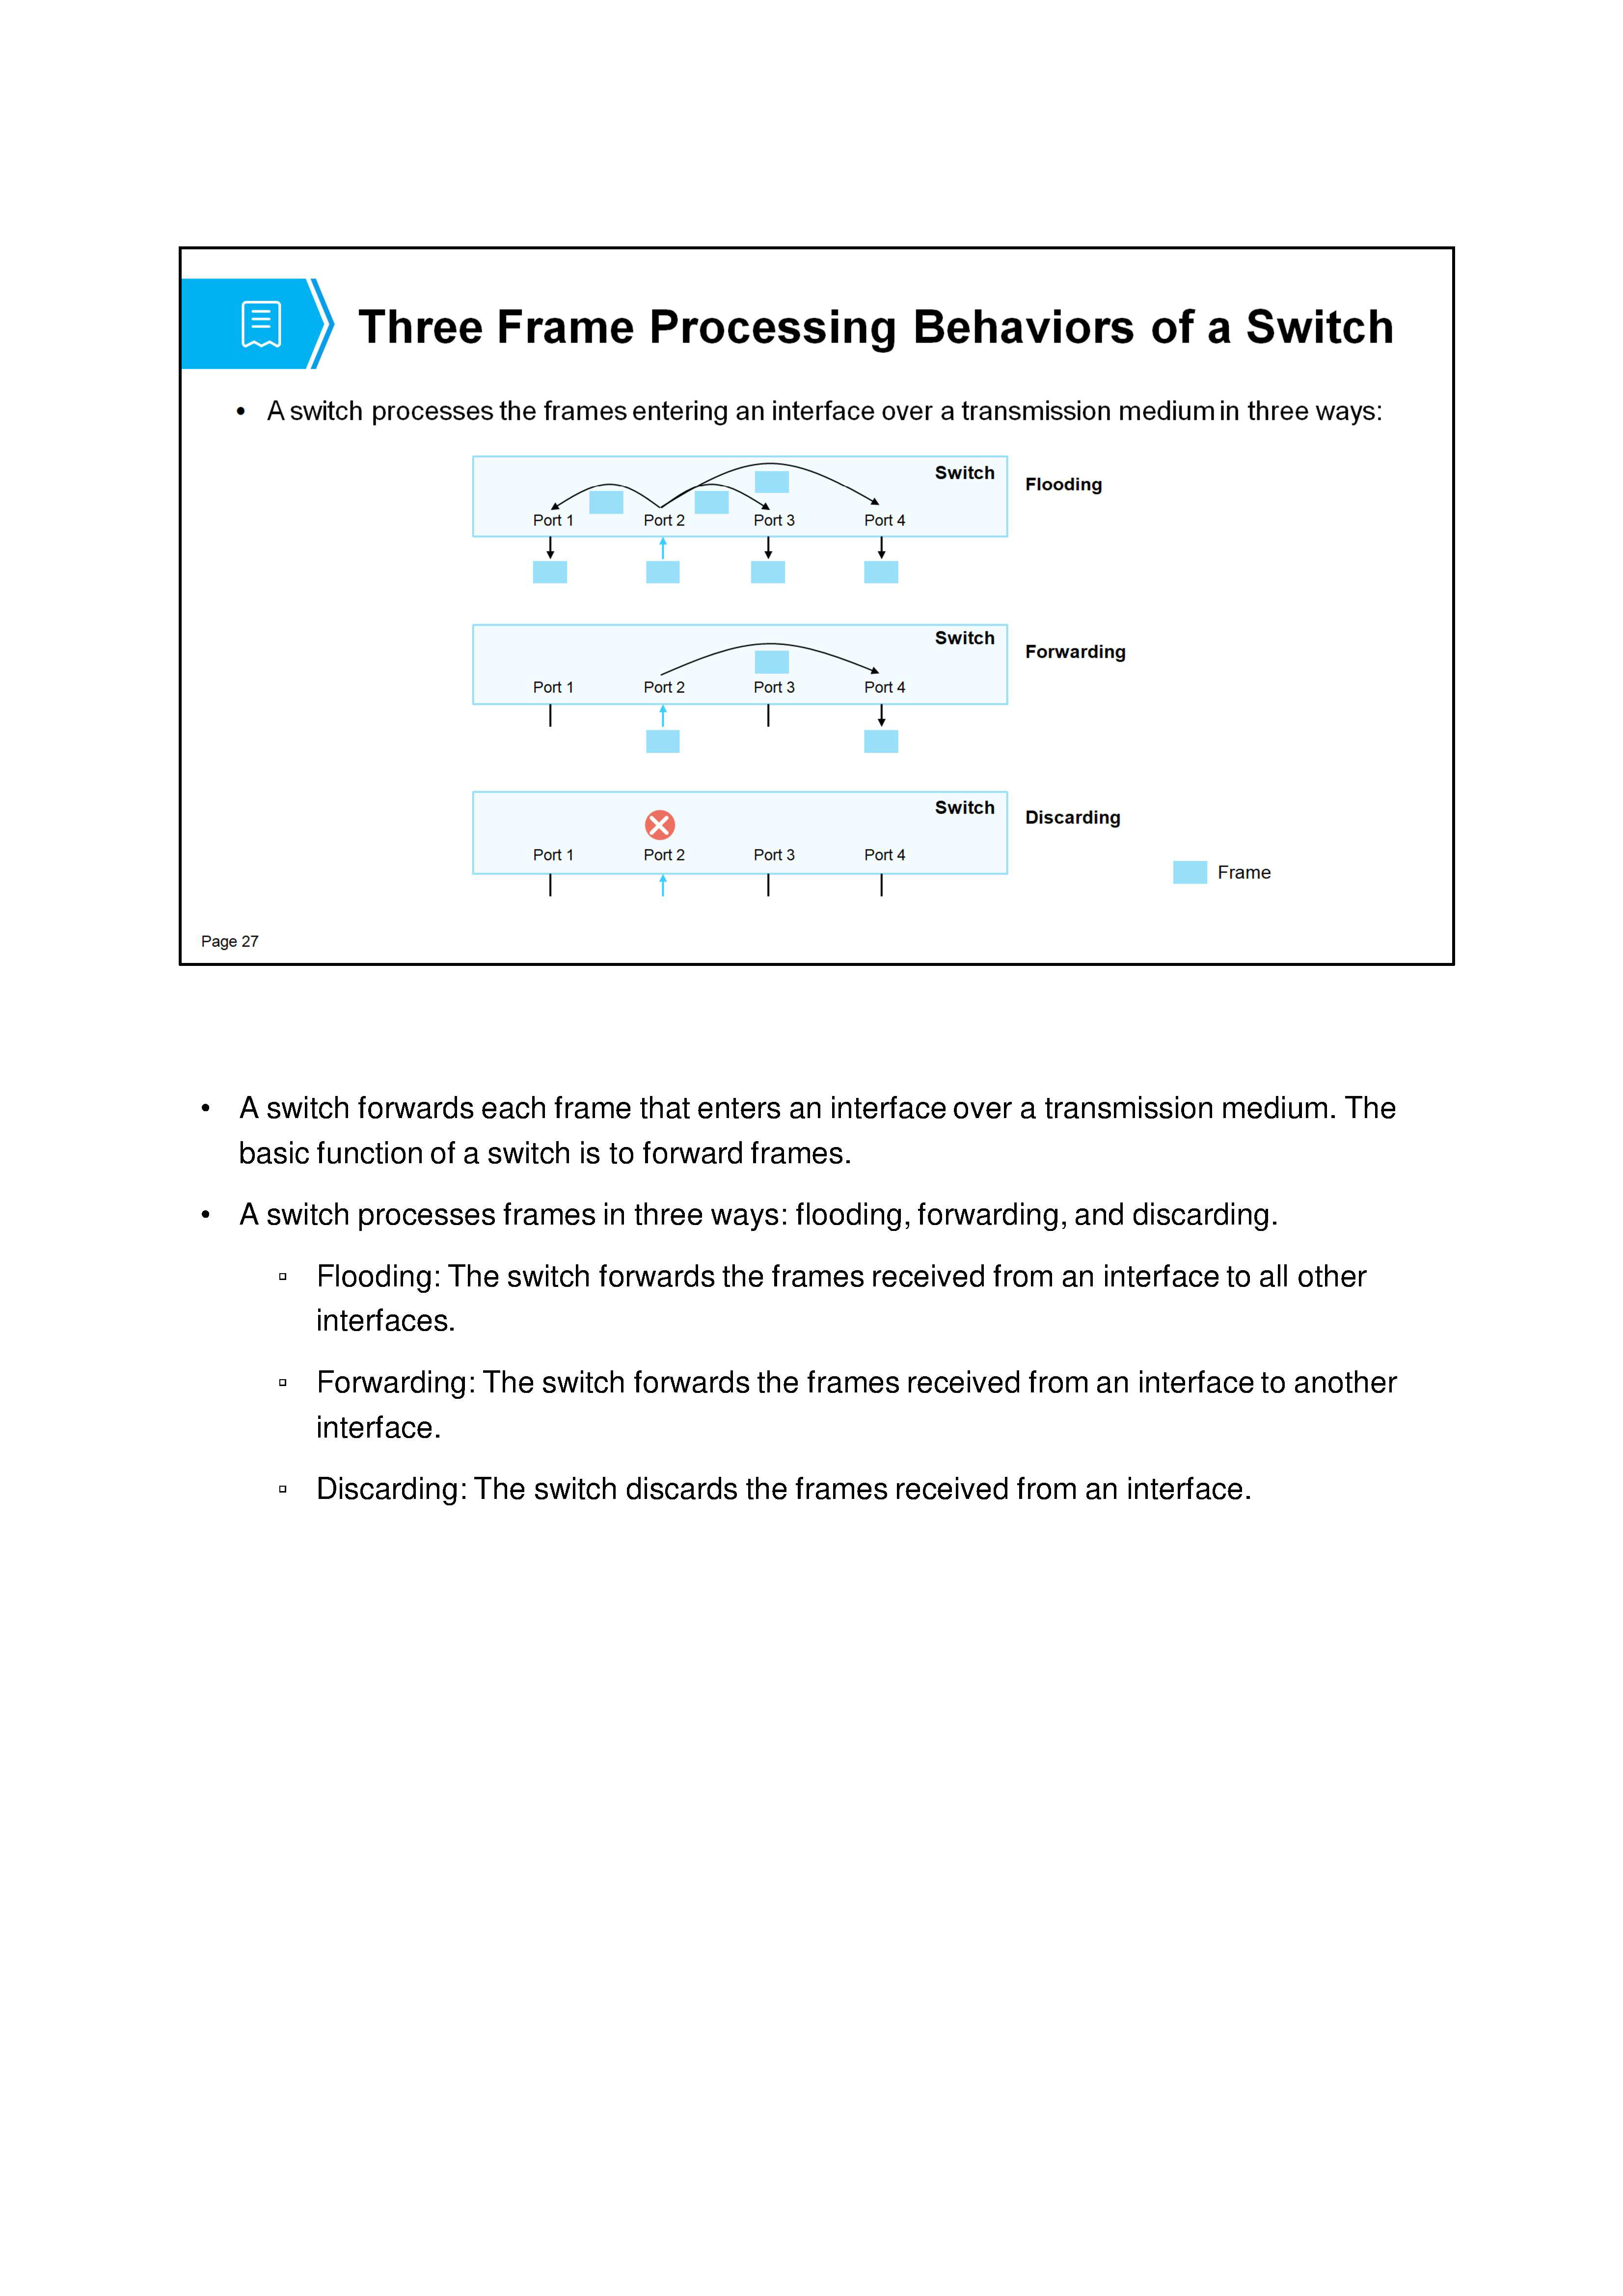 Three Frame Processing Behaviors of a Switch
• A switch processes the frames entering an interface over a transmission medium in three ways:
Switch
Flooding
Port 1 Port 2 Port 3 Port 4
Switch
Forwarding
Port 1 Port 2 Port 3 Port 4
Switch
Discarding
Port 1 Port 2 Port 3 Port 4
Frame
Page 27
• A switch forwards each frame that enters an interface over a transmission medium. The
basic function of a switch is to forward frames.
• A switch processes frames in three ways: flooding, forwarding, and discarding.
▫ Flooding: The switch forwards the frames received from an interface to all other
interfaces.
▫ Forwarding: The switch forwards the frames received from an interface to another
interface.
▫ Discarding: The switch discards the frames received from an interface.